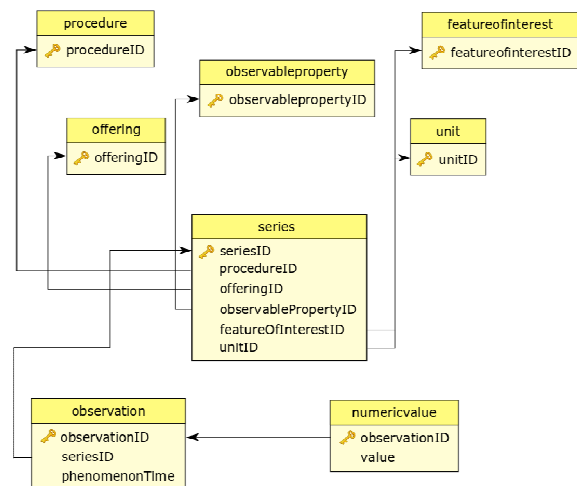 procedure
procedureID
featureofinterest
featureofinterestID
observableproperty
observablepropertyID
offering
offeringID
unit
unitID
series
seriesID
procedureID
offeringID
observablePropertyID
featureOfInterestID
unitID
observation
observationID
seriesID
phenomenonTime
numericvalue
observationID
value